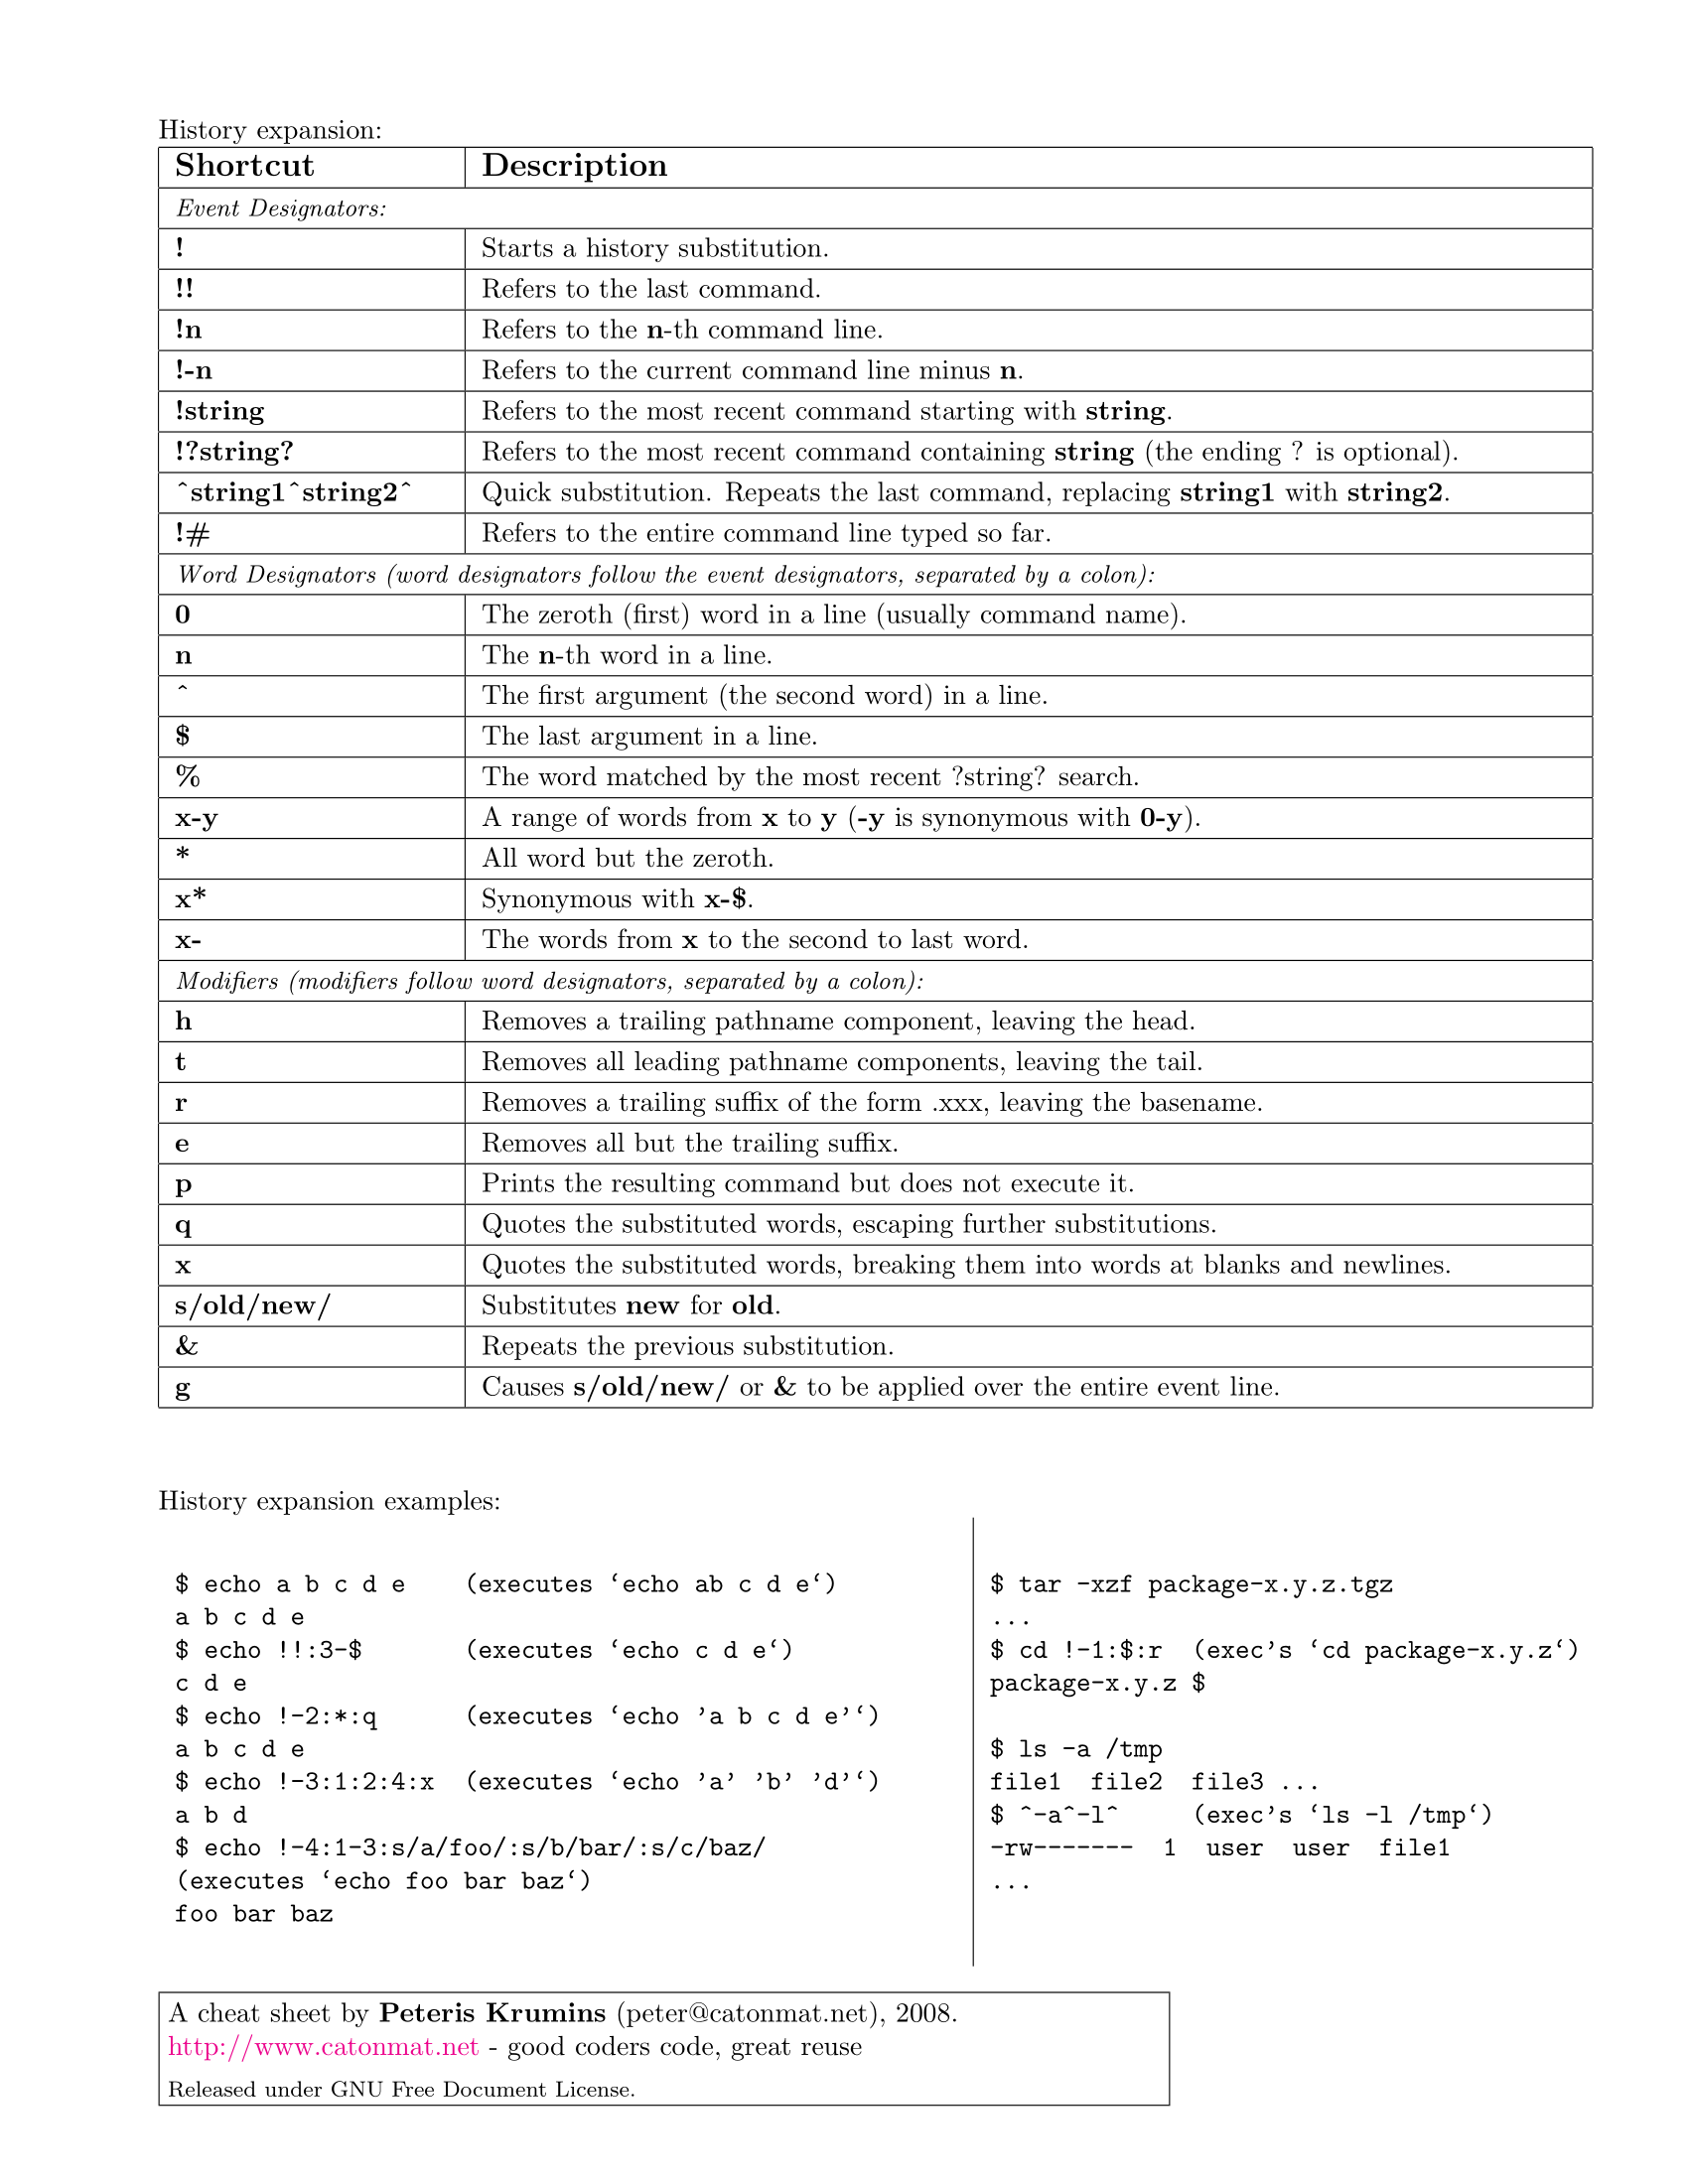 History expansion:
Shortcut Description
Event Designators:
! Starts a history substitution.
!! Refers to the last command.
!n Refers to the n-th command line.
!-n Refers to the current command line minus n.
!string Refers to the most recent command starting with string.
!?string? Refers to the most recent command containing string (the ending ? is optional).
^string1^string2^ Quick substitution. Repeats the last command, replacing string1 with string2.
!# Refers to the entire command line typed so far.
Word Designators (word designators follow the event designators, separated by a colon):
0 The zeroth (first) word in a line (usually command name).
n The n-th word in a line.
^ The first argument (the second word) in a line.
$ The last argument in a line.
% The word matched by the most recent ?string? search.
x-y A range of words from x to y (-y is synonymous with 0-y).
* All word but the zeroth.
x* Synonymous with x-$.
x- The words from x to the second to last word.
Modifiers (modifiers follow word designators, separated by a colon):
h Removes a trailing pathname component, leaving the head.
t Removes all leading pathname components, leaving the tail.
r Removes a trailing suffix of the form .xxx, leaving the basename.
e Removes all but the trailing suffix.
p Prints the resulting command but does not execute it.
q Quotes the substituted words, escaping further substitutions.
x Quotes the substituted words, breaking them into words at blanks and newlines.
s/old/new/ Substitutes new for old.
& Repeats the previous substitution.
g Causes s/old/new/ or & to be applied over the entire event line.
History expansion examples:
$ echo a b c d e (executes ‘echo ab c d e‘)
a b c d e
$ echo !!:3-$ (executes ‘echo c d e‘)
c d e
$ echo !-2:*:q (executes ‘echo ’a b c d e’‘)
a b c d e
$ echo !-3:1:2:4:x (executes ‘echo ’a’ ’b’ ’d’‘)
a b d
$ echo !-4:1-3:s/a/foo/:s/b/bar/:s/c/baz/
(executes ‘echo foo bar baz‘)
foo bar baz
$ tar -xzf package-x.y.z.tgz
...
$ cd !-1:$:r (exec’s ‘cd package-x.y.z‘)
package-x.y.z $
$ ls -a /tmp
file1 file2 file3 ...
$ ^-a^-l^ (exec’s ‘ls -l /tmp‘)
-rw------- 1 user user file1
...
A cheat sheet by Peteris Krumins (peter@catonmat.net), 2008.
http://www.catonmat.net - good coders code, great reuse
Released under GNU Free Document License.